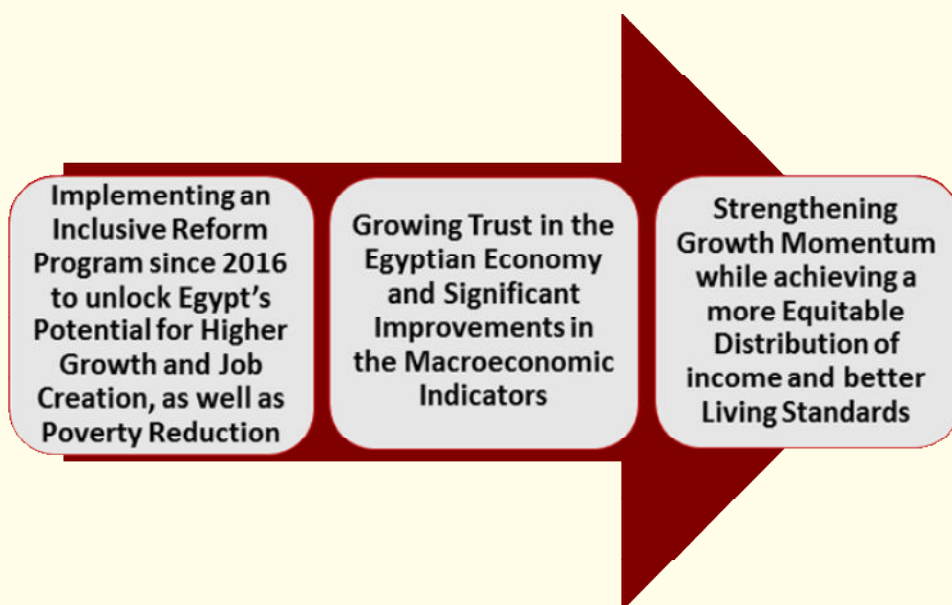 Implementing an
Inclusive Reform
Program since 2016
to unlock Egypt’s
Potential for Higher
Growth and Job
Creation, as well as
Poverty Reduction
Growing Trust in the
Egyptian Economy
and Significant
Improvements in
the Macroeconomic
Indicators
Strengthening
Growth Momentum
while achieving a
more Equitable
Distribution of
income and better
Living Standards